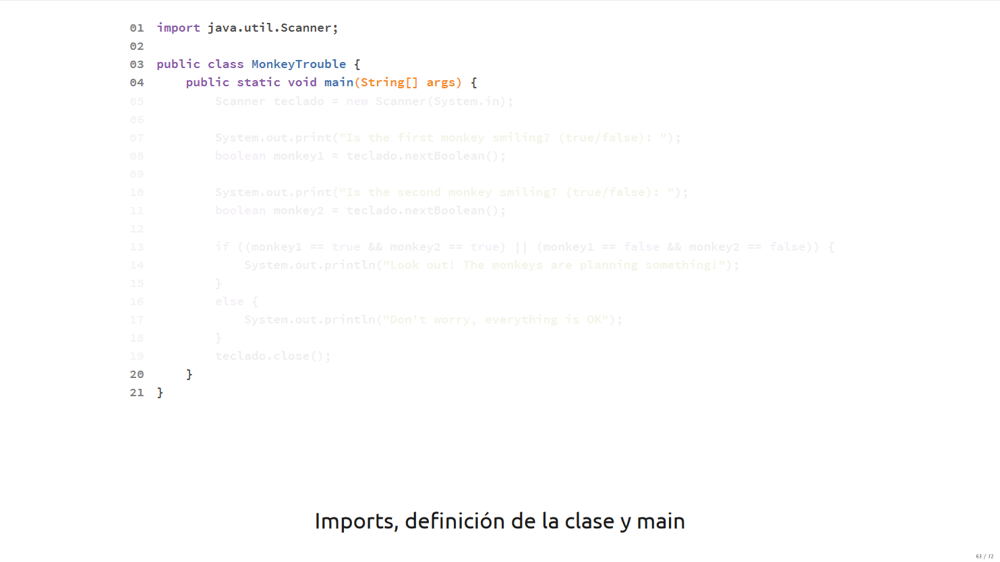 01 import java.util.Scanner;
02
03 public class MonkeyTrouble {
04     public static void main(String[] args) {
05         Scanner teclado = new Scanner(System.in);
06
07         System.out.print("Is the first monkey smiling? (true/false): ");
08         boolean monkey1 = teclado.nextBoolean();
09
10         System.out.print("Is the second monkey smiling? (true/false): ");
11         boolean monkey2 = teclado.nextBoolean();
12
13         if ((monkey1 == true && monkey2 == true) || (monkey1 == false && monkey2 == false)) {
14             System.out.println("Look out! The monkeys are planning something!");
15         }
16         else {
17             System.out.println("Don't worry, everything is OK");
18         }
19         teclado.close();
20     }
21 }
Imports, definición de la clase y main
63 / 72